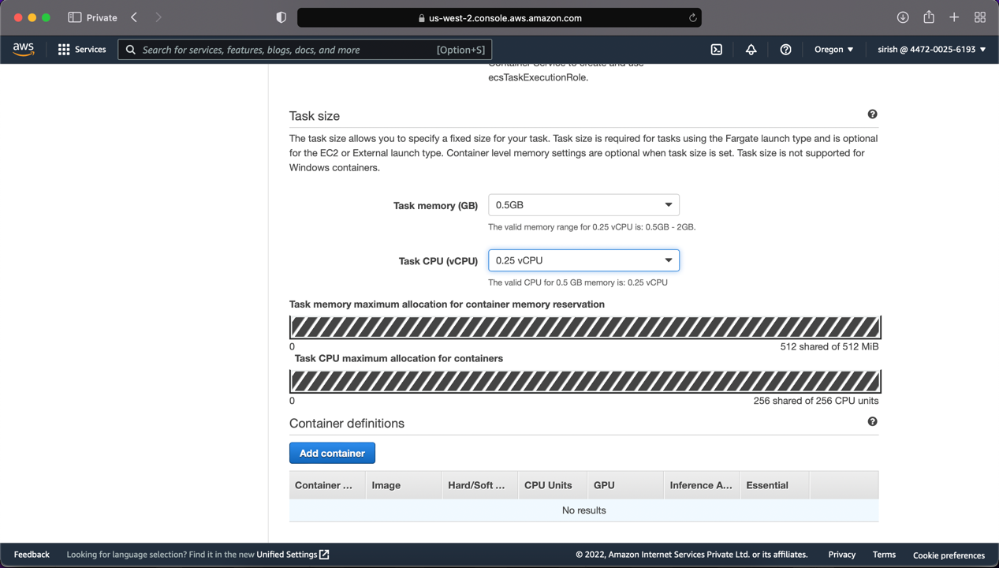 Private
us-west-2.console.aws.amazon.com
aws
Services
Search for services, features, blogs, docs, and more
[Option+S]
Oregon
sirish @ 4472-0025-6193
Container Service to create and use
ecsTaskExecutionRole.
Task size
The task size allows you to specify a fixed size for your task. Task size is required for tasks using the Fargate launch type and is optional
for the EC2 or External launch type. Container level memory settings are optional when task size is set. Task size is not supported for
Windows containers.
Task memory (GB)
0.5GB
The valid memory range for 0.25 vCPU is: 0.5GB - 2GB.
Task CPU (vCPU)
0.25 vCPU
The valid CPU for 0.5 GB memory is: 0.25 vCPU
Task memory maximum allocation for container memory reservation
0
512 shared of 512 MiB
Task CPU maximum allocation for containers
0
256 shared of 256 CPU units
Container definitions
Add container
Container ...
Image
Hard/Soft ...
CPU Units
GPU
Inference A...
Essential
No results
Feedback
Looking for language selection? Find it in the new Unified Settings
© 2022, Amazon Internet Services Private Ltd. or its affiliates.
Privacy
Terms
Cookie preferences